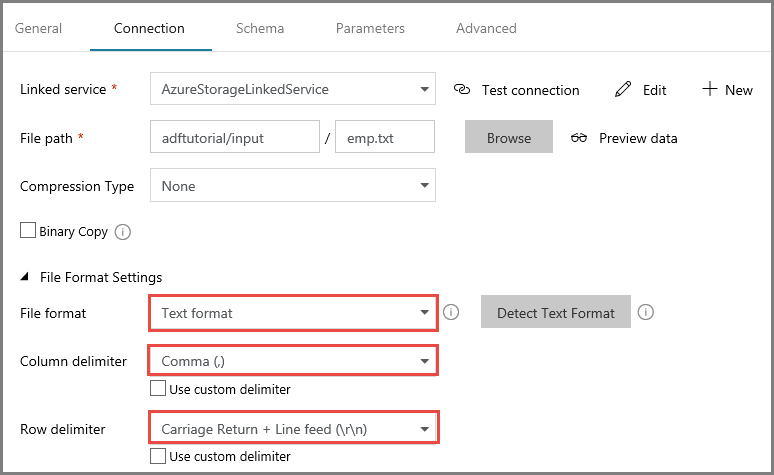 General Connection Schema Parameters Advanced
Linked service * AzureStorageLinkedService Test connection Edit New
File path * adftutorial/input / emp.txt Browse Preview data
Compression Type None
Binary Copy
File Format Settings
File format Text format Detect Text Format
Column delimiter Comma (,)
Use custom delimiter
Row delimiter Carriage Return + Line feed (\r\n)
Use custom delimiter